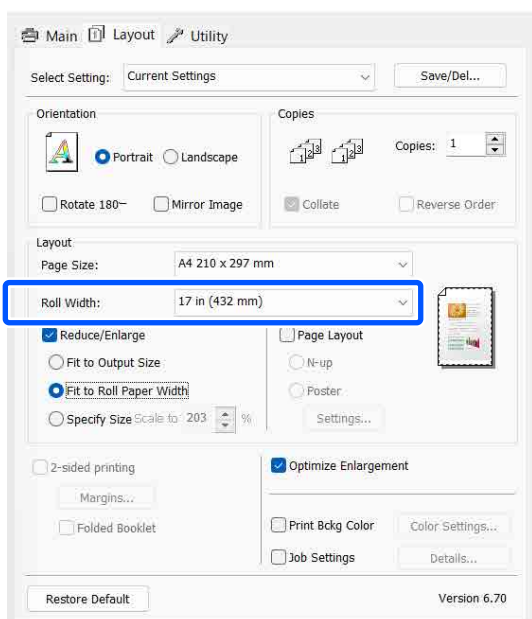 Main Layout Utility
Select Setting: Current Settings Save/Del...
Orientation
Portrait Landscape
Rotate 180° Mirror Image
Copies
Copies: 1
Collate Reverse Order
Layout
Page Size: A4 210 x 297 mm
Roll Width: 17 in (432 mm)
Reduce/Enlarge
Fit to Output Size
Fit to Roll Paper Width
Specify Size Scale to 203 %
Page Layout
N-up
Poster
Settings...
2-sided printing
Margins...
Folded Booklet
Optimize Enlargement
Print Bckg Color Color Settings...
Job Settings Details...
Restore Default Version 6.70